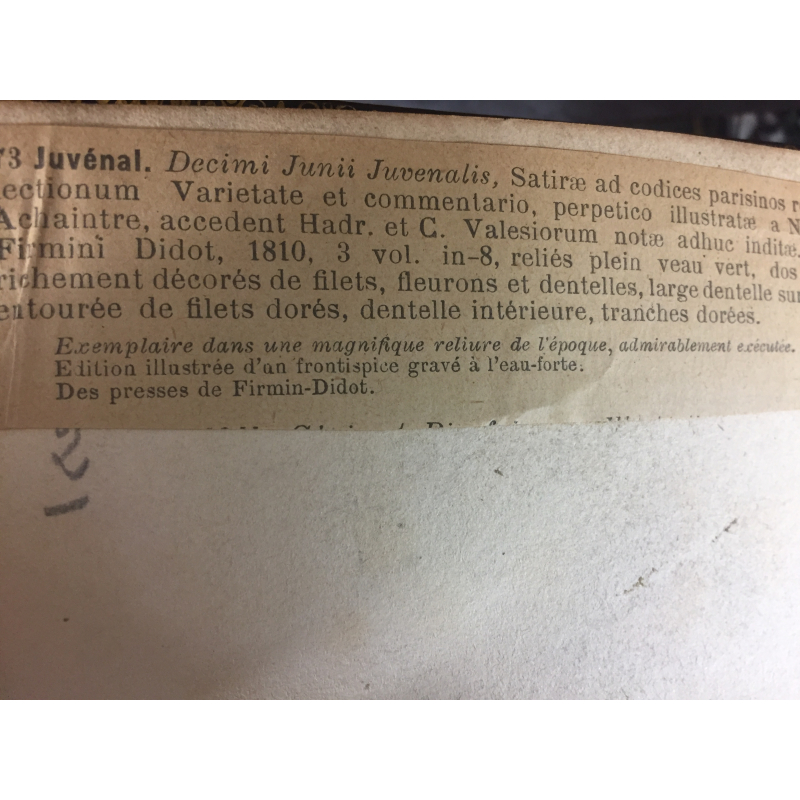 73 Juvénal. Decimi Junii Juvenalis, Satiræ ad codices parisinos r
lectionum Varietate et commentario, perpetico illustratæ a N
Achaintre, accedent Hadr. et C. Valesiorum notæ adhuc inditæ.
Firmini Didot, 1810, 3 vol. in-8, reliés plein veau vert, dos
richement décorés de filets, fleurons et dentelles, large dentelle sur
entourée de filets dorés, dentelle intérieure, tranches dorées.
Exemplaire dans une magnifique reliure de l'époque, admirablement exécutée.
Edition illustrée d'un frontispice gravé à l'eau-forte.
Des presses de Firmin-Didot.